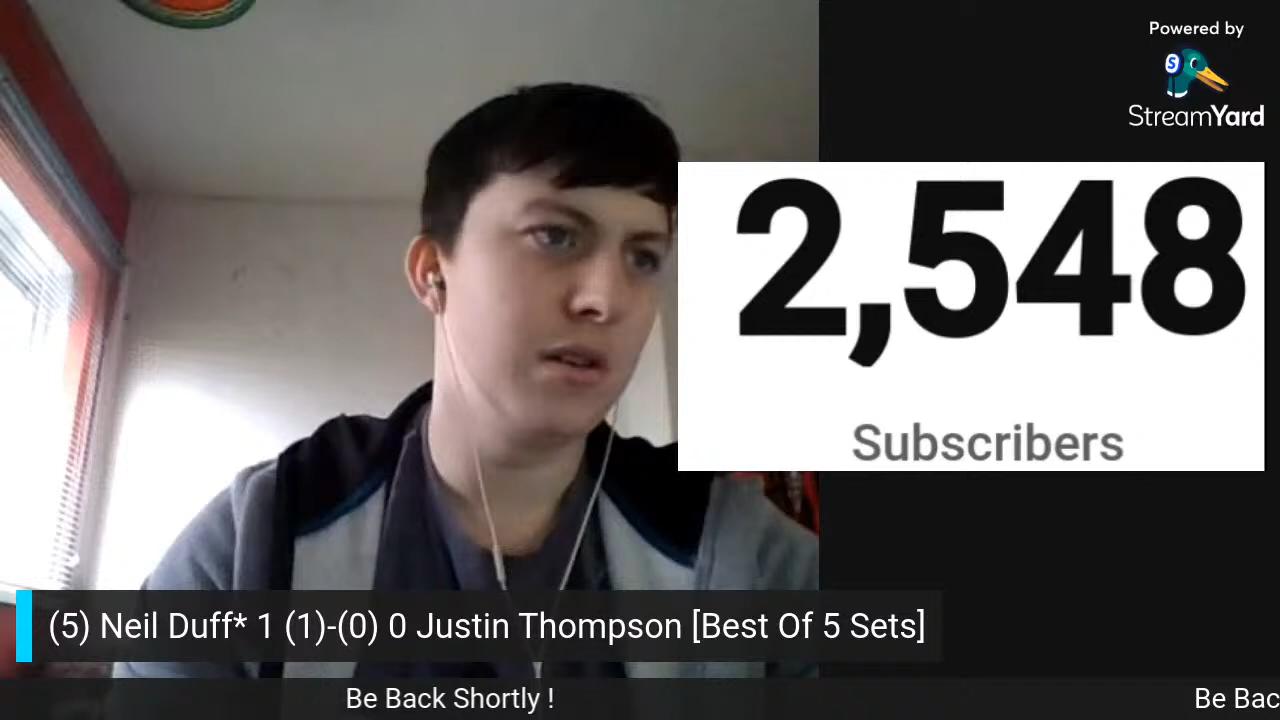 Powered by
S
StreamYard
2,548
Subscribers
(5) Neil Duff* 1 (1)-(0) 0 Justin Thompson [Best Of 5 Sets]
Be Back Shortly ! Be Bac